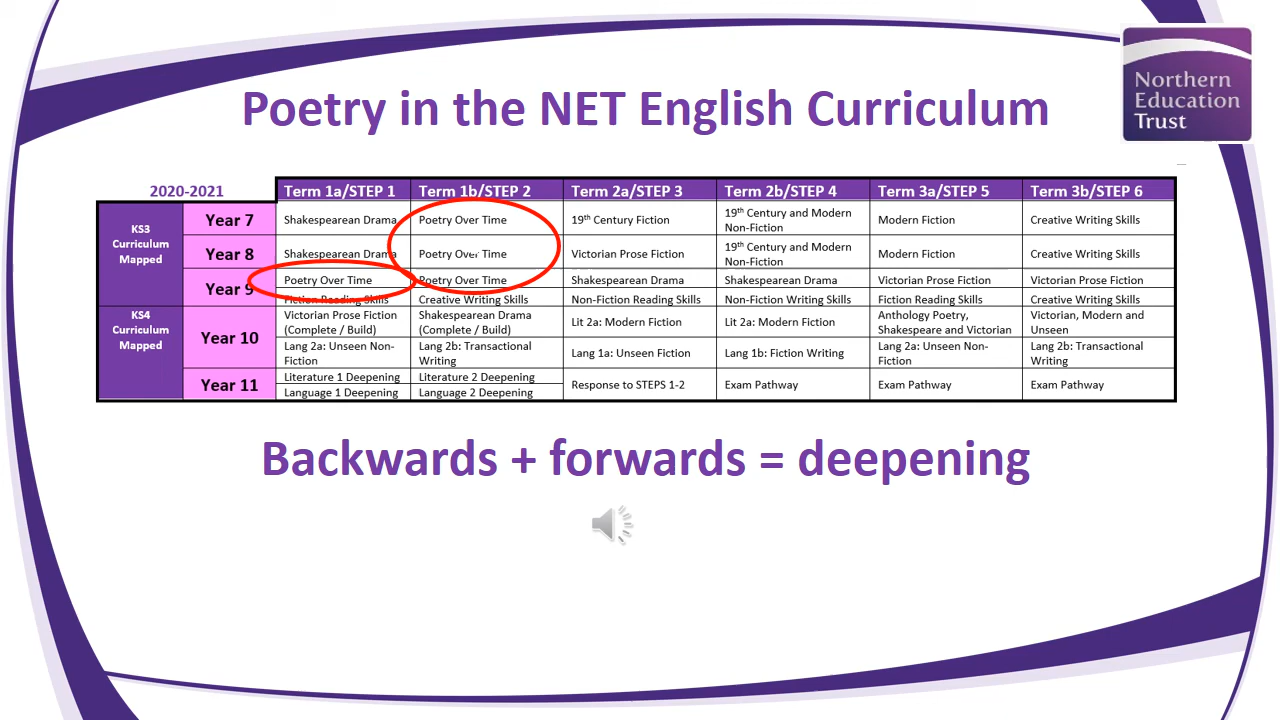 Poetry in the NET English Curriculum
Northern
Education
Trust
2020-2021 Term 1a/STEP 1 Term 1b/STEP 2 Term 2a/STEP 3 Term 2b/STEP 4 Term 3a/STEP 5 Term 3b/STEP 6
KS3
Curriculum
Mapped
Year 7 Shakespearean Drama Poetry Over Time 19th Century Fiction 19th Century and Modern
Non-Fiction Modern Fiction Creative Writing Skills
Year 8 Shakespearean Drama Poetry Over Time Victorian Prose Fiction 19th Century and Modern
Non-Fiction Modern Fiction Creative Writing Skills
Year 9 Poetry Over Time Poetry Over Time Shakespearean Drama Shakespearean Drama Victorian Prose Fiction Victorian Prose Fiction
Fiction Reading Skills Creative Writing Skills Non-Fiction Reading Skills Non-Fiction Writing Skills Fiction Reading Skills Creative Writing Skills
KS4
Curriculum
Mapped
Year 10 Victorian Prose Fiction
(Complete / Build) Shakespearean Drama
(Complete / Build) Lit 2a: Modern Fiction Lit 2a: Modern Fiction Anthology Poetry,
Shakespeare and Victorian Victorian, Modern and
Unseen
Lang 2a: Unseen Non-
Fiction Lang 2b: Transactional
Writing Lang 1a: Unseen Fiction Lang 1b: Fiction Writing Lang 2a: Unseen Non-
Fiction Lang 2b: Transactional
Writing
Year 11 Literature 1 Deepening Literature 2 Deepening Response to STEPS 1-2 Exam Pathway Exam Pathway Exam Pathway
Language 1 Deepening Language 2 Deepening
Backwards + forwards = deepening